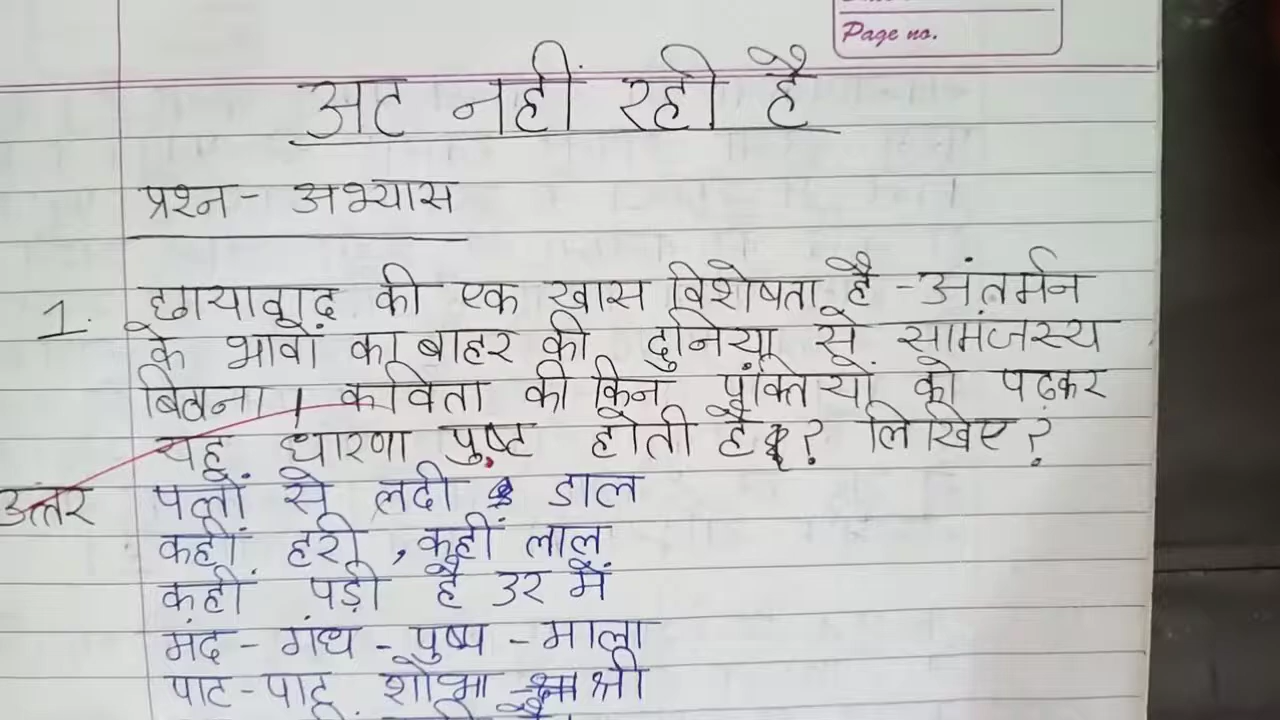 Page no.
अट नहीं रही है
प्रश्न - अभ्यास
1. छायावाद की एक खास विशेषता है - अंतर्मन
के भावों का बाहर की दुनिया से सामंजस्य
बिठाना। कविता की किन पंक्तियों को पढ़कर
यह धारणा पुष्ट होती है? लिखिए?
उत्तर पत्तों से लदी डाल
कहीं हरी, कहीं लाल
कहीं पड़ी है उर में
मंद - गंध - पुष्प - माला
पाट-पाट शोभा श्री